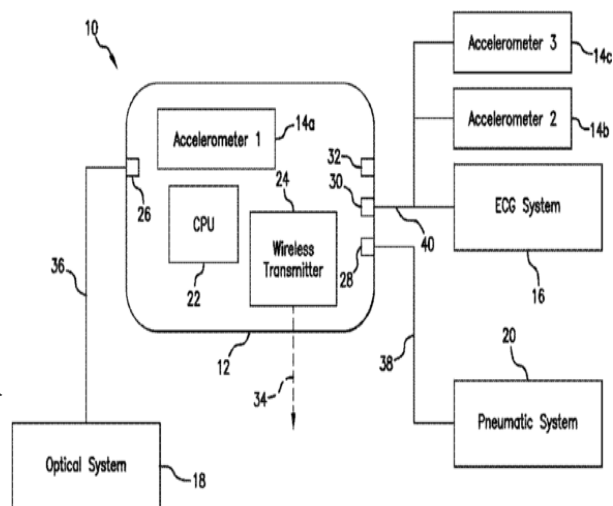 10
Accelerometer 3
14c
Accelerometer 1
14a
Accelerometer 2
14b
32
30
26
24
ECG System
CPU
Wireless
Transmitter
40
36
22
28
16
12
38
20
34
Pneumatic System
Optical System
18